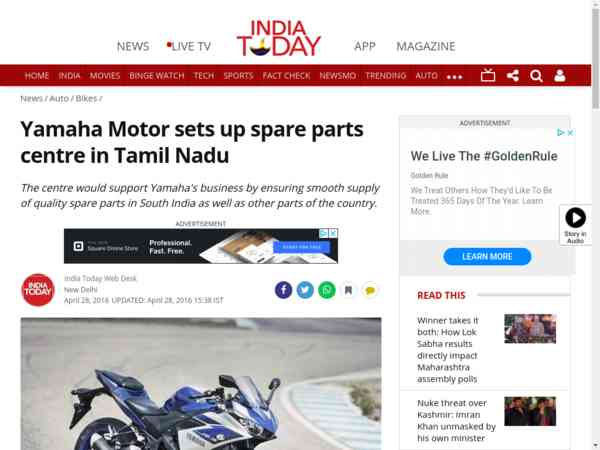 NEWS
LIVE TV
INDIA
TODAY
APP
MAGAZINE
HOME INDIA MOVIES BINGE WATCH TECH SPORTS FACT CHECK NEWSMO TRENDING AUTO
News / Auto / Bikes /
Yamaha Motor sets up spare parts
centre in Tamil Nadu
The centre would support Yamaha's business by ensuring smooth supply
of quality spare parts in South India as well as other parts of the country.
ADVERTISEMENT
Square Online Store
Professional.
Fast. Free.
INDIA
TODAY
India Today Web Desk
New Delhi
April 28, 2016 UPDATED: April 28, 2016 15:38 IST
YAMAHA
ADVERTISEMENT
We Live The #GoldenRule
Golden Rule
We Treat Others How They'd Like To Be
Treated 365 Days Of The Year. Learn
More.
LEARN MORE
Story in
Audio
READ THIS
Winner takes it
both: How Lok
Sabha results
directly impact
Maharashtra
assembly polls
Nuke threat over
Kashmir: Imran
Khan unmasked by
his own minister